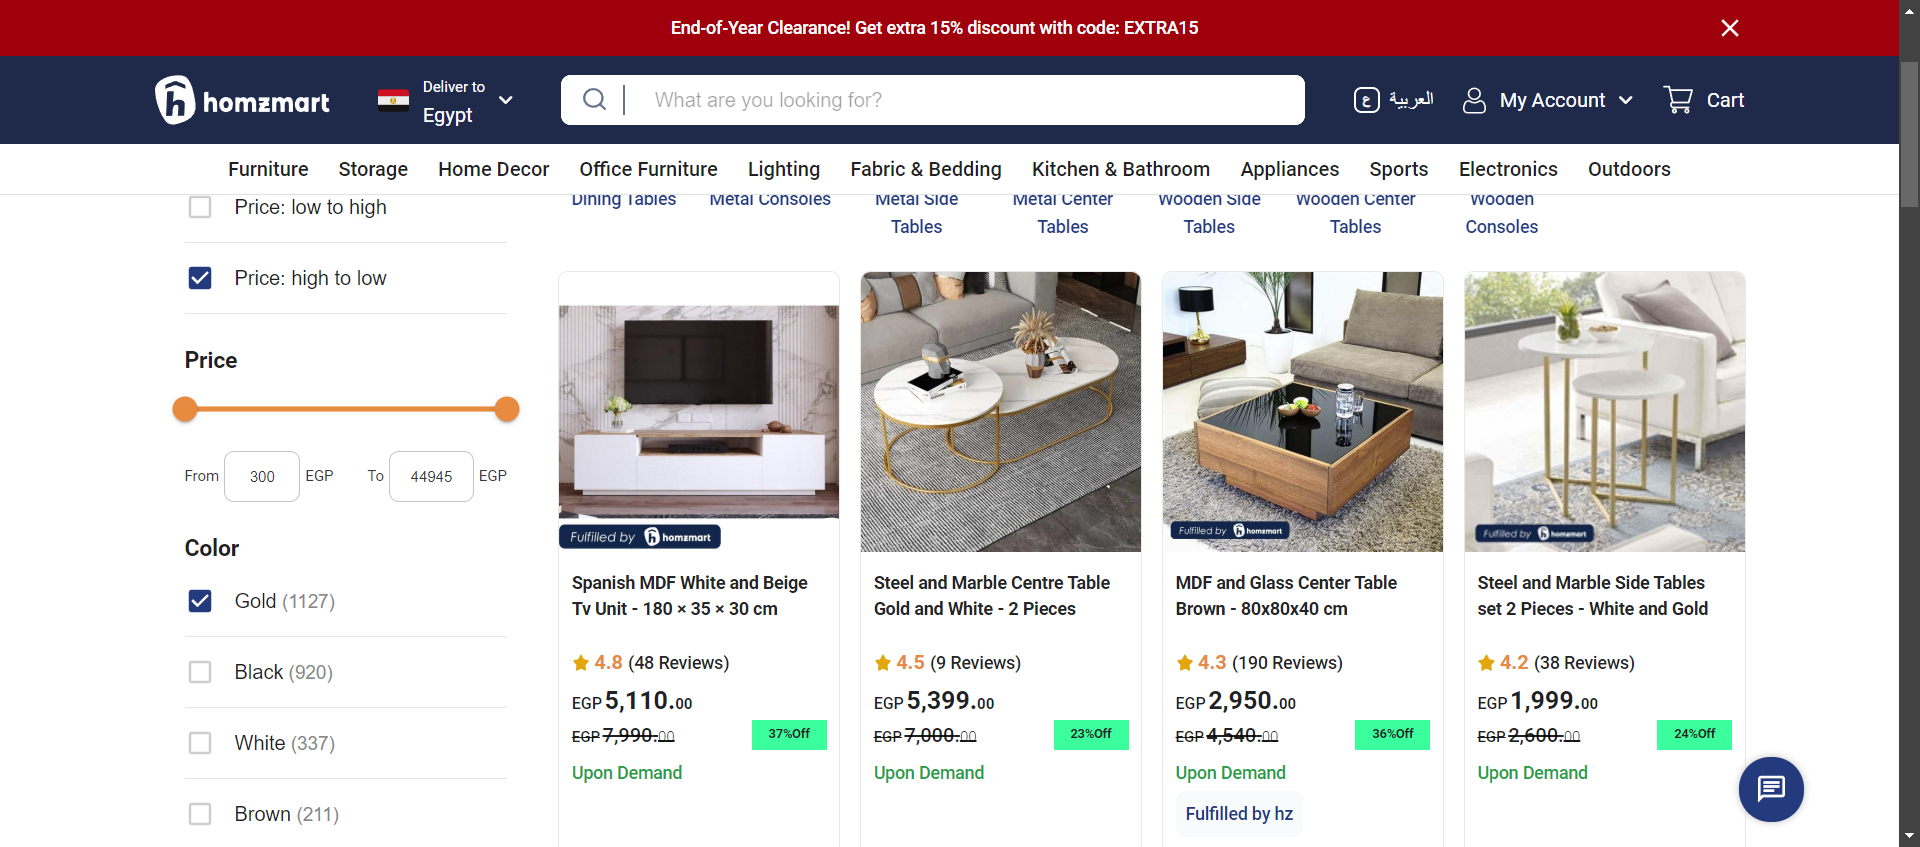 End-of-Year Clearance! Get extra 15% discount with code: EXTRA15
homzmart
Deliver to
Egypt
What are you looking for?
العربية
ع
My Account
Cart
Furniture
Storage
Home Decor
Office Furniture
Lighting
Fabric & Bedding
Kitchen & Bathroom
Appliances
Sports
Electronics
Outdoors
Price: low to high
Price: high to low
Price
From 300 EGP To 44945 EGP
Color
Gold (1127)
Black (920)
White (337)
Brown (211)
Dining Tables
Metal Consoles
Metal Side
Tables
Metal Center
Tables
Wooden Side
Tables
Wooden Center
Tables
Wooden
Consoles
Fulfilled by homzmart
Spanish MDF White and Beige
Tv Unit - 180 × 35 × 30 cm
4.8 (48 Reviews)
EGP 5,110.00
EGP 7,990.00
37%Off
Upon Demand
Steel and Marble Centre Table
Gold and White - 2 Pieces
4.5 (9 Reviews)
EGP 5,399.00
EGP 7,000.00
23%Off
Upon Demand
Fulfilled by homzmart
MDF and Glass Center Table
Brown - 80x80x40 cm
4.3 (190 Reviews)
EGP 2,950.00
EGP 4,540.00
36%Off
Upon Demand
Fulfilled by hz
Fulfilled by homzmart
Steel and Marble Side Tables
set 2 Pieces - White and Gold
4.2 (38 Reviews)
EGP 1,999.00
EGP 2,600.00
24%Off
Upon Demand